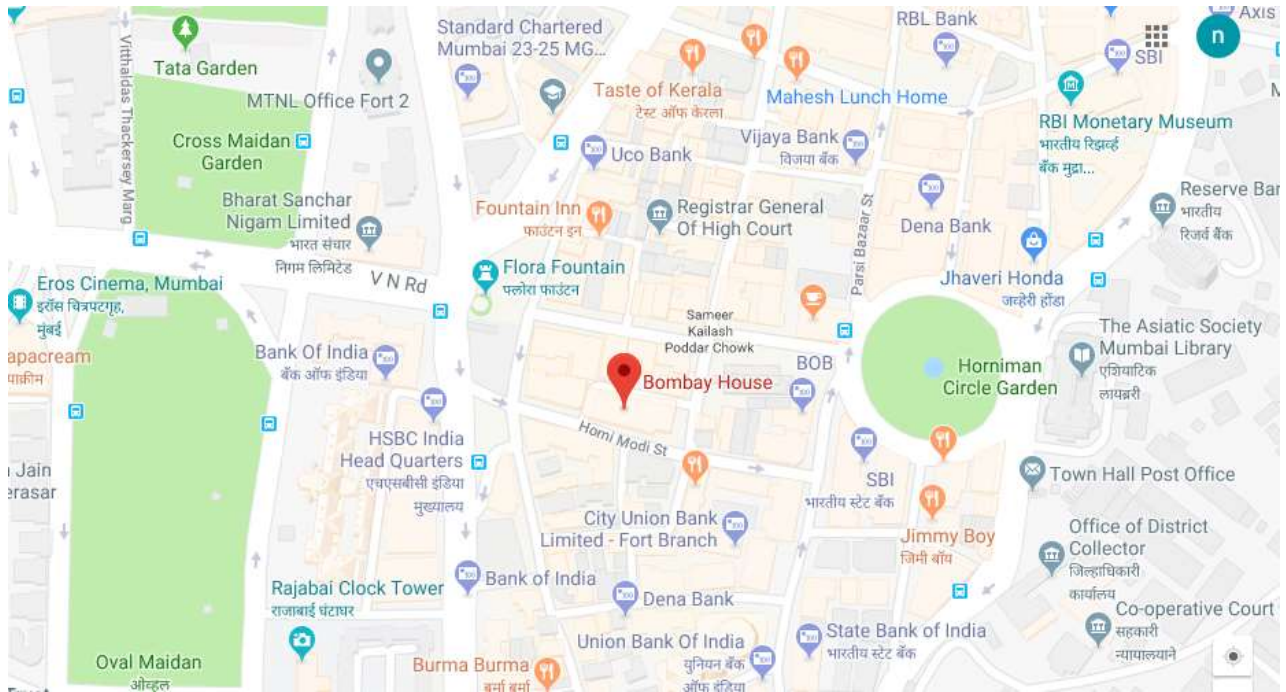 Vitthaldas Thackersey Marg
Tata Garden
MTNL Office Fort 2
Standard Chartered
Mumbai 23-25 MG...
RBL Bank
Axis
n
SBI
Taste of Kerala
टेस्ट ऑफ केरला
Mahesh Lunch Home
RBI Monetary Museum
भारतीय रिझर्व्ह
बँक मुद्रा...
Cross Maidan
Garden
Uco Bank
Vijaya Bank
विजया बँक
Bharat Sanchar
Nigam Limited
भारत संचार
निगम लिमिटेड
Fountain Inn
फाउंटन इन
Registrar General
Of High Court
Parsi Bazaar St
Dena Bank
Reserve Ban
भारतीय
रिजर्व बैंक
V N Rd
Flora Fountain
फ्लोरा फाउंटन
Jhaveri Honda
जव्हेरी होंडा
Eros Cinema, Mumbai
इरॉस चित्रपटगृह,
मुंबई
Sameer
Kailash
Poddar Chowk
The Asiatic Society
Mumbai Library
एशियाटिक
लायब्ररी
apacream
पाक्रीम
Bank Of India
बँक ऑफ इंडिया
Bombay House
BOB
Horniman
Circle Garden
HSBC India
Head Quarters
एचएसबीसी इंडिया
मुख्यालय
Homi Modi St
Jain
erasar
SBI
भारतीय स्टेट बँक
Town Hall Post Office
City Union Bank
Limited - Fort Branch
Jimmy Boy
जिमी बॉय
Office of District
Collector
जिल्हाधिकारी
कार्यालय
Rajabai Clock Tower
राजाबाई घंटाघर
Bank of India
Dena Bank
Co-operative Court
सहकारी
न्यायालयाने
Union Bank Of India
युनियन बँक
ऑफ इंडिया
State Bank of India
भारतीय स्टेट बँक
Oval Maidan
ओव्हल
Burma Burma
बर्मा बर्मा